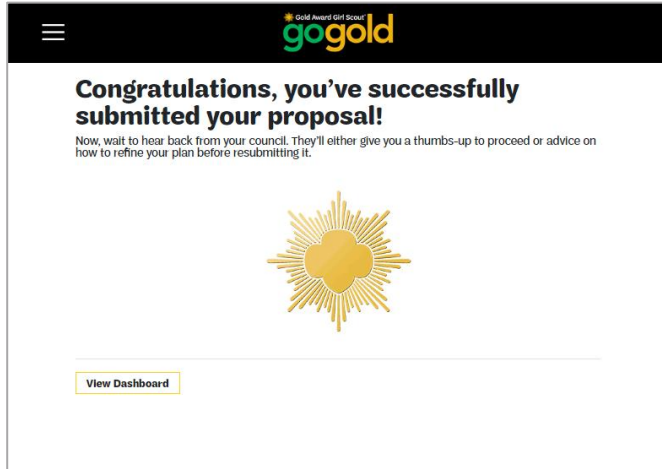 Gold Award Girl Scout
gogold
Congratulations, you've successfully
submitted your proposal!
Now, wait to hear back from your council. They'll either give you a thumbs-up to proceed or advice on
how to refine your plan before resubmitting it.
View Dashboard